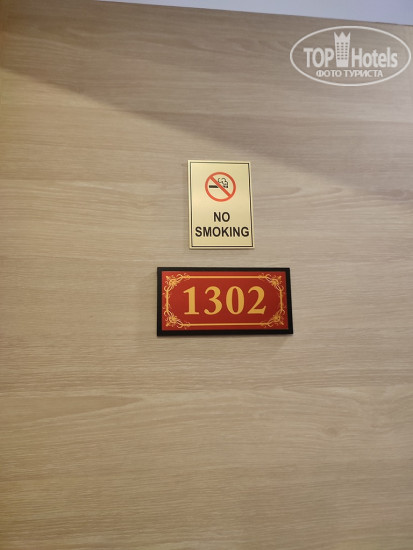 TOP Hotels
ФОТО ТУРИСТА
NO
SMOKING
1302